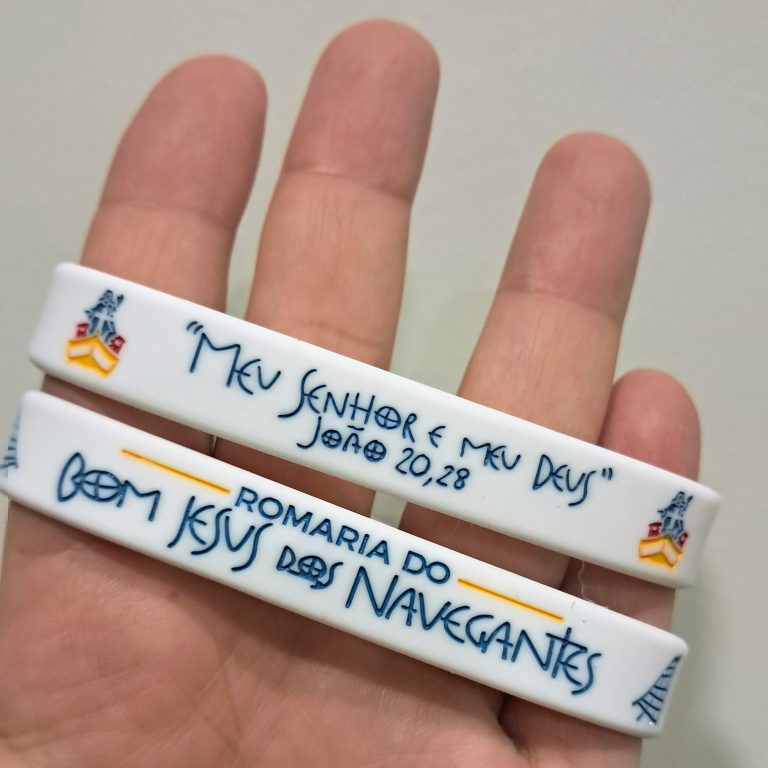 "MEU SENHOR E MEU DEUS"
JOÃO 20,28
ROMARIA DO
BOM JESUS DOS NAVEGANTES